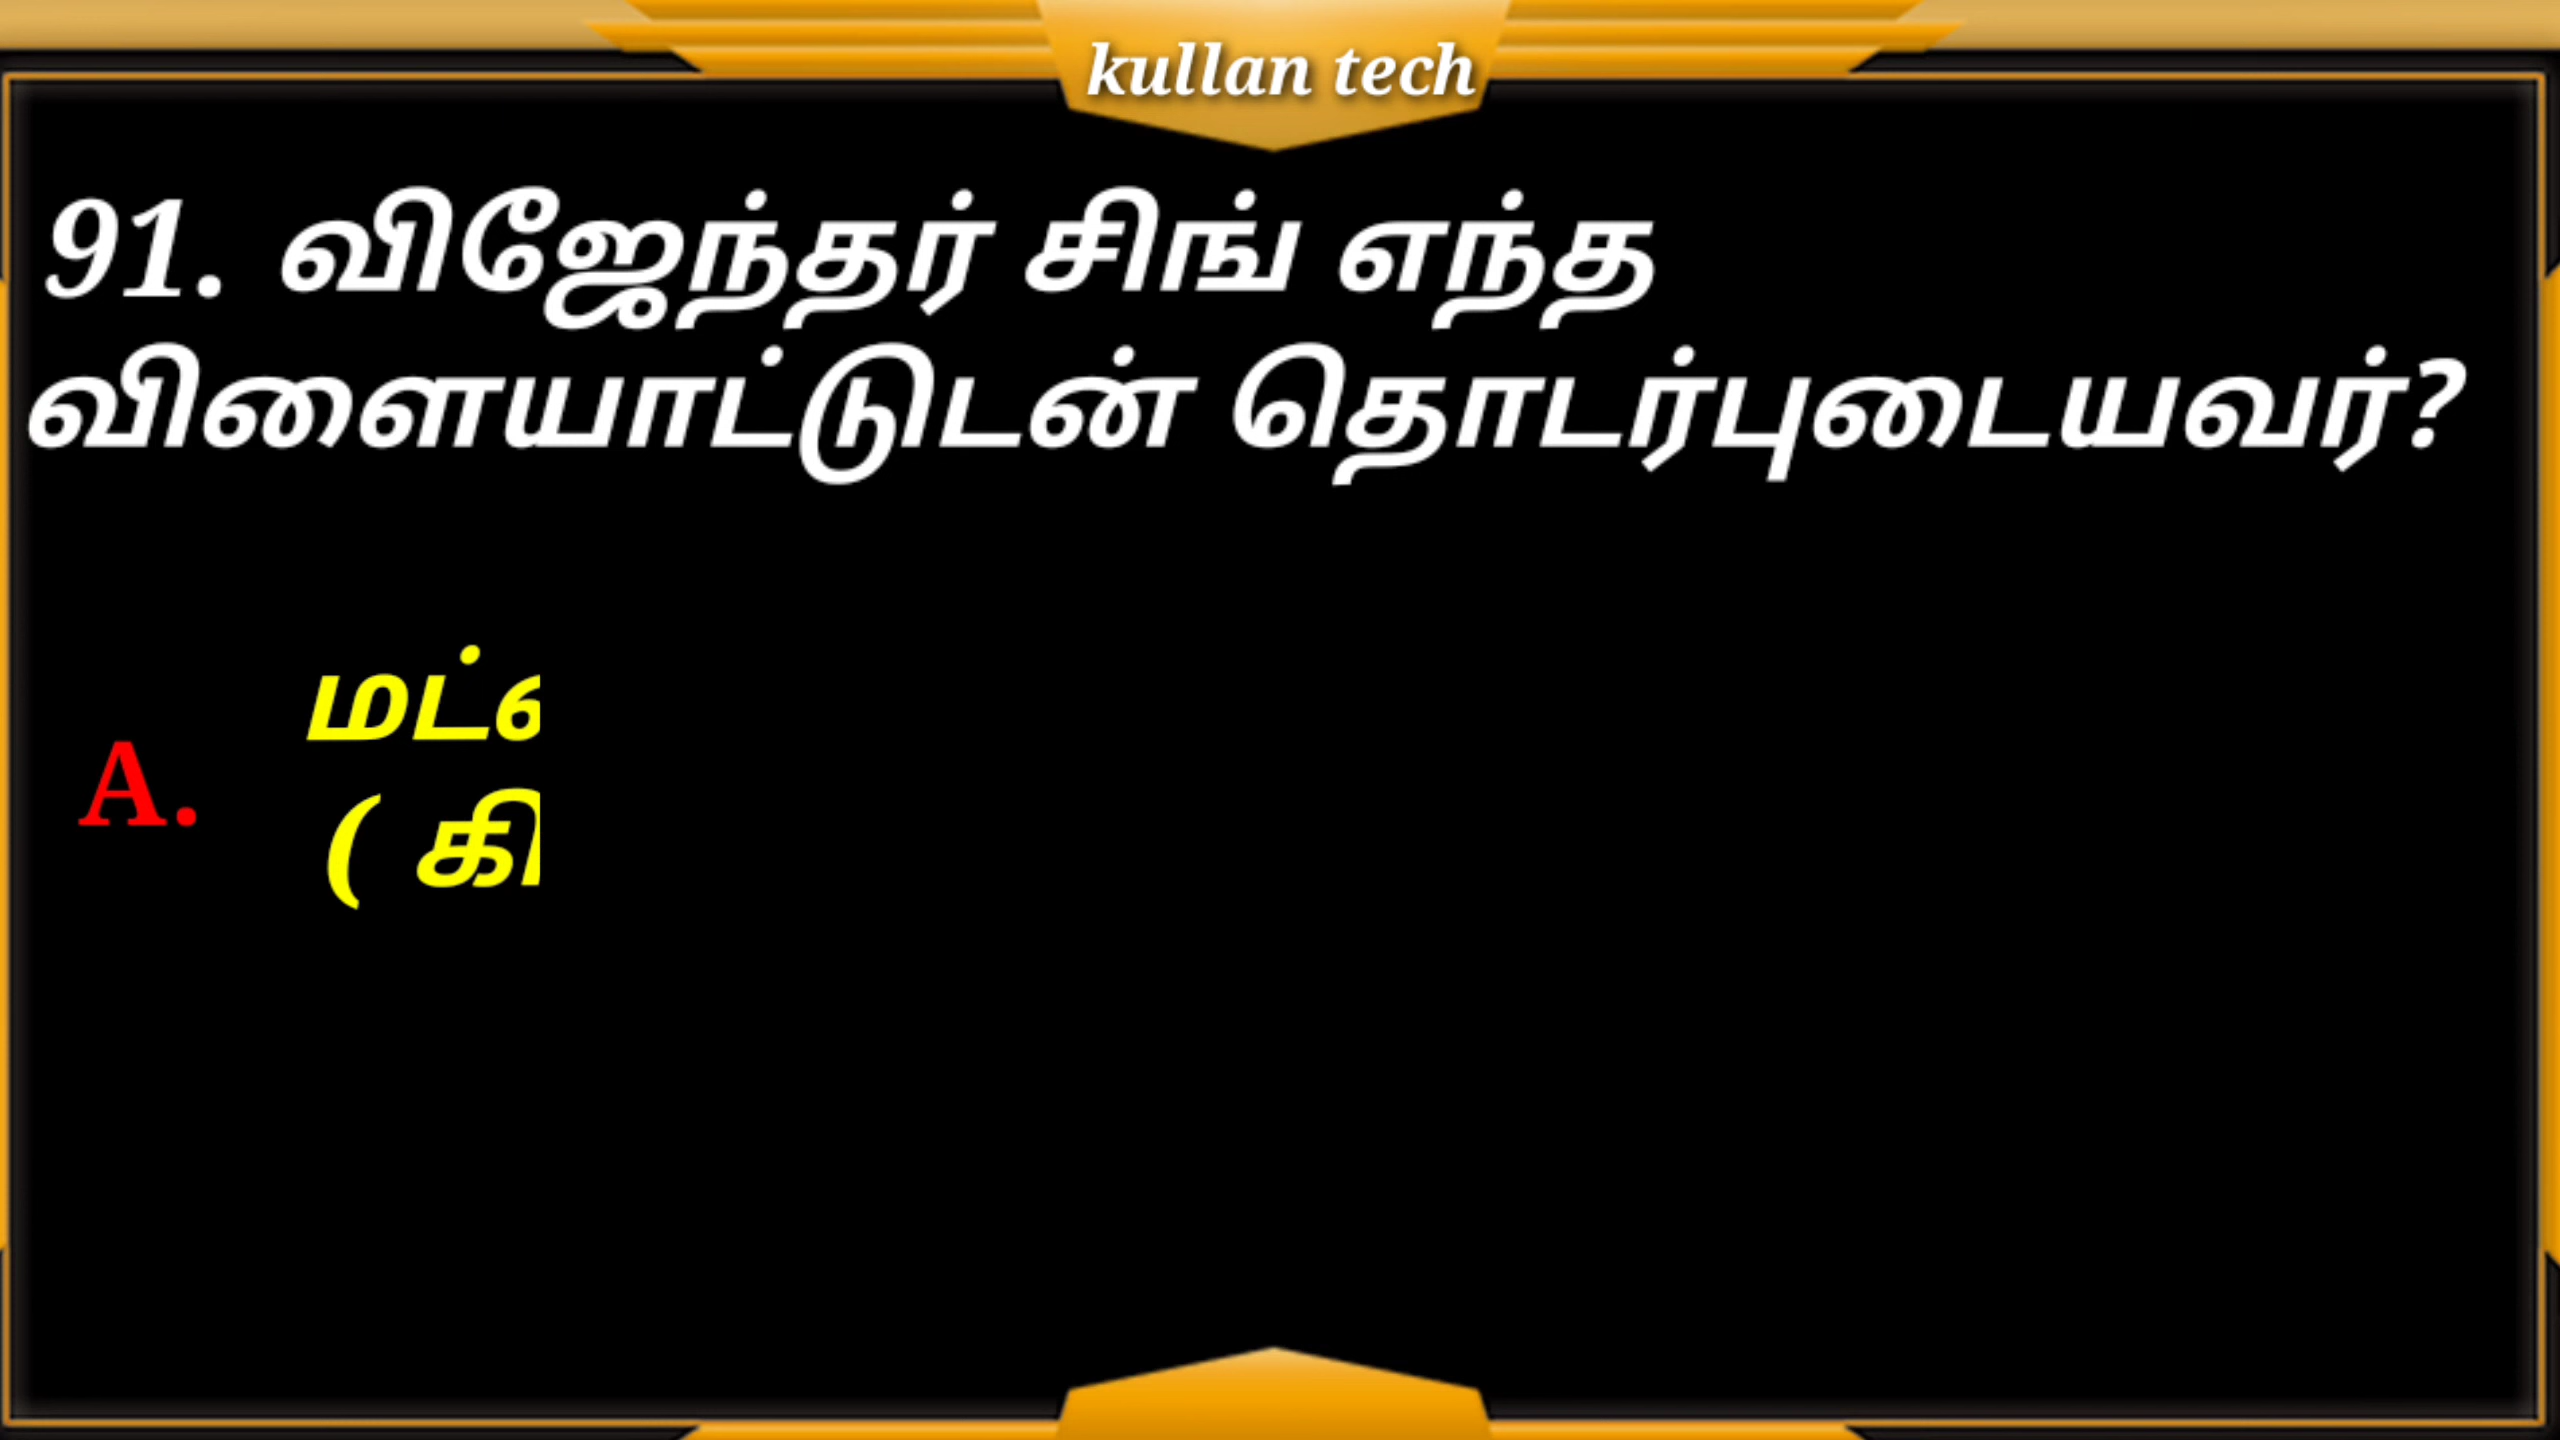 kullan tech
91. விஜேந்தர் சிங் எந்த
விளையாட்டுடன் தொடர்புடையவர்?
A.